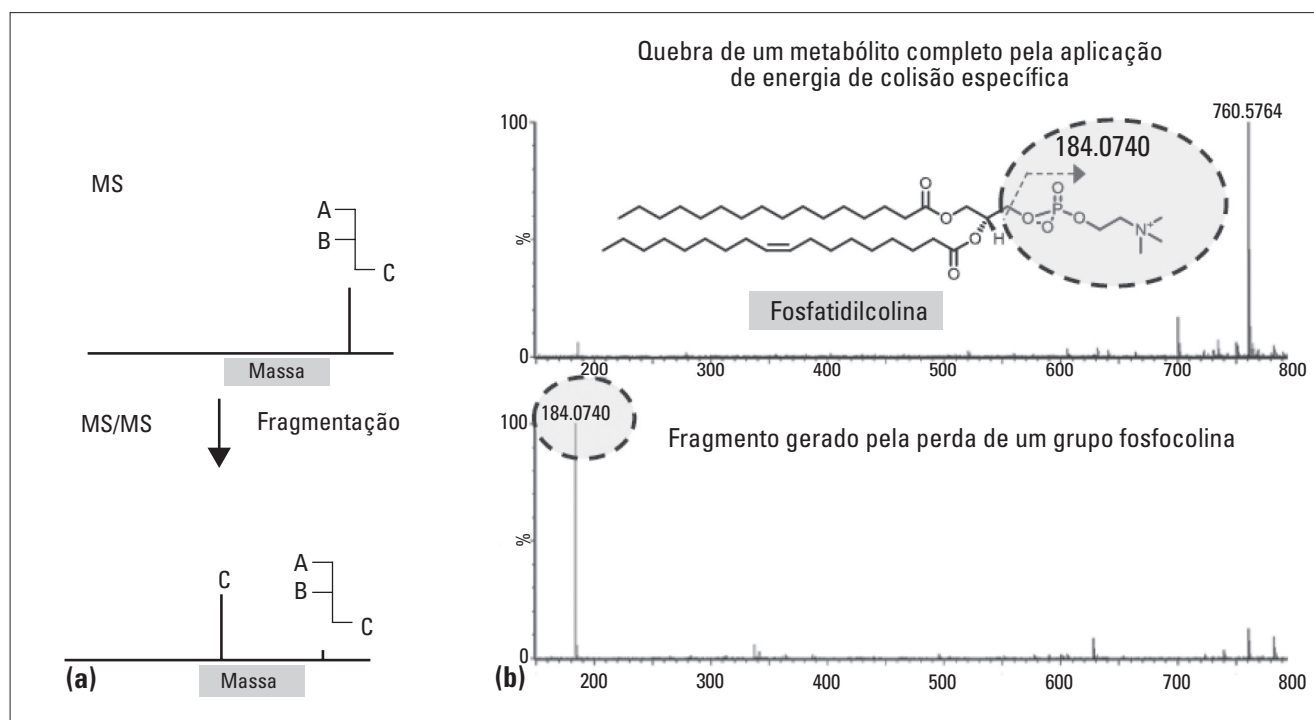 MS
A
B
C
Massa
MS/MS
Fragmentação
C
A
B
C
Massa
(a)
Quebra de um metabólito completo pela aplicação
de energia de colisão específica
100
760.5764
184.0740
O
O
O
O
O
P
O
O
O
N+
H
%
Fosfatidilcolina
0
200
300
400
500
600
700
800
184.0740
100
Fragmento gerado pela perda de um grupo fosfocolina
%
0
(b)
200
300
400
500
600
700
800